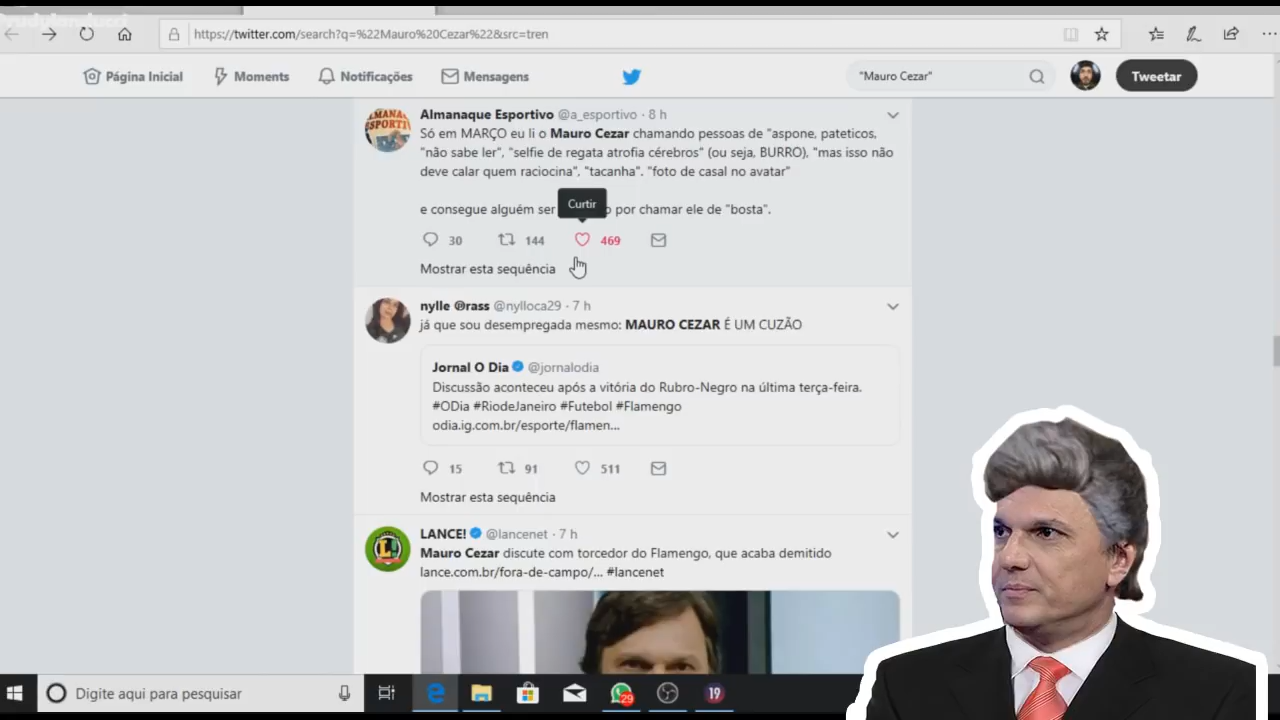 https://twitter.com/search?q=%22Mauro%20Cezar%22&src=tren
Página Inicial Moments Notificações Mensagens "Mauro Cezar" Tweetar
Almanaque Esportivo @a_esportivo · 8 h
Só em MARÇO eu li o Mauro Cezar chamando pessoas de "aspone, pateticos,
"não sabe ler", "selfie de regata atrofia cérebros" (ou seja, BURRO), "mas isso não
deve calar quem raciocina", "tacanha". "foto de casal no avatar"
Curtir
e consegue alguém ser o por chamar ele de "bosta".
30 144 469
Mostrar esta sequência
nylle @rass @nylloca29 · 7 h
já que sou desempregada mesmo: MAURO CEZAR É UM CUZÃO
Jornal O Dia @jornalodia
Discussão aconteceu após a vitória do Rubro-Negro na última terça-feira.
#ODia #RiodeJaneiro #Futebol #Flamengo
odia.ig.com.br/esporte/flamen...
15 91 511
Mostrar esta sequência
LANCE! @lancenet · 7 h
Mauro Cezar discute com torcedor do Flamengo, que acaba demitido
lance.com.br/fora-de-campo/... #lancenet
Digite aqui para pesquisar 29 19